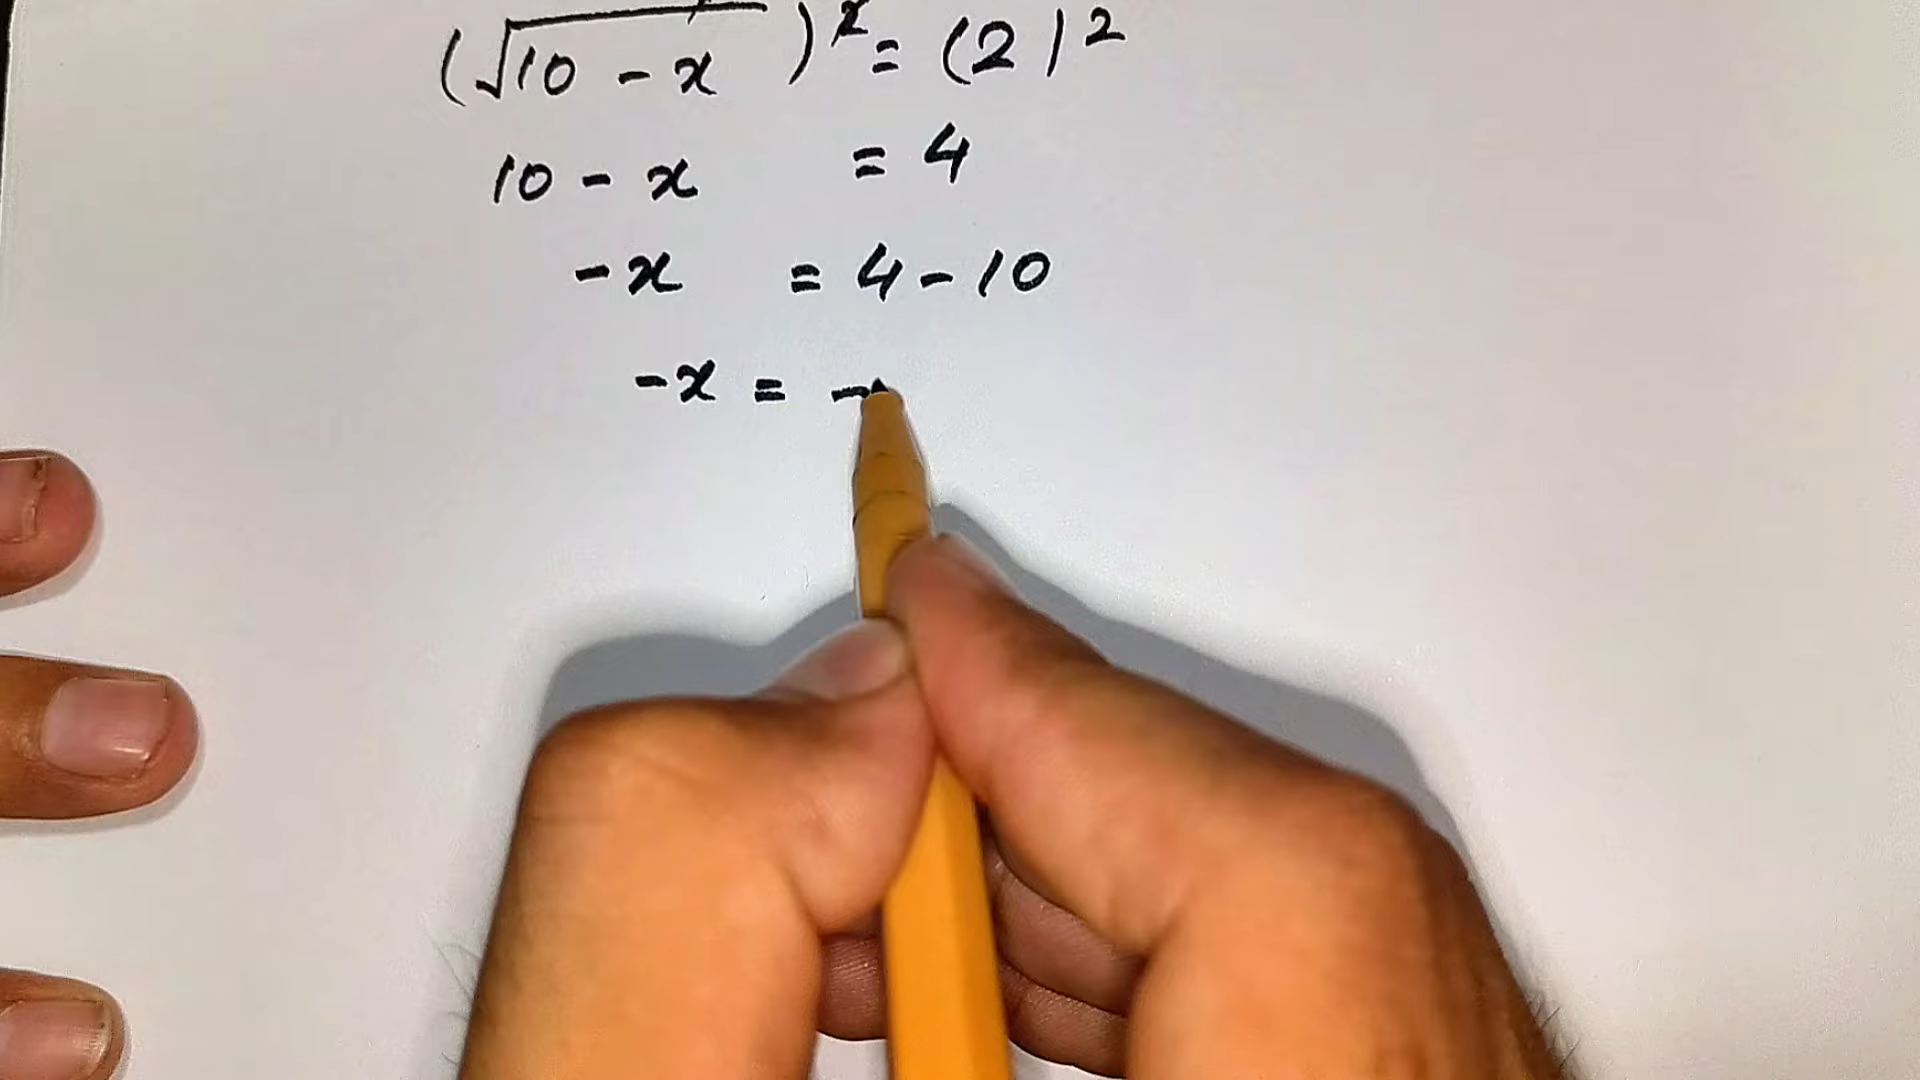 (√10 - x)² = (2)²
10 - x = 4
-x = 4 - 10
-x = -